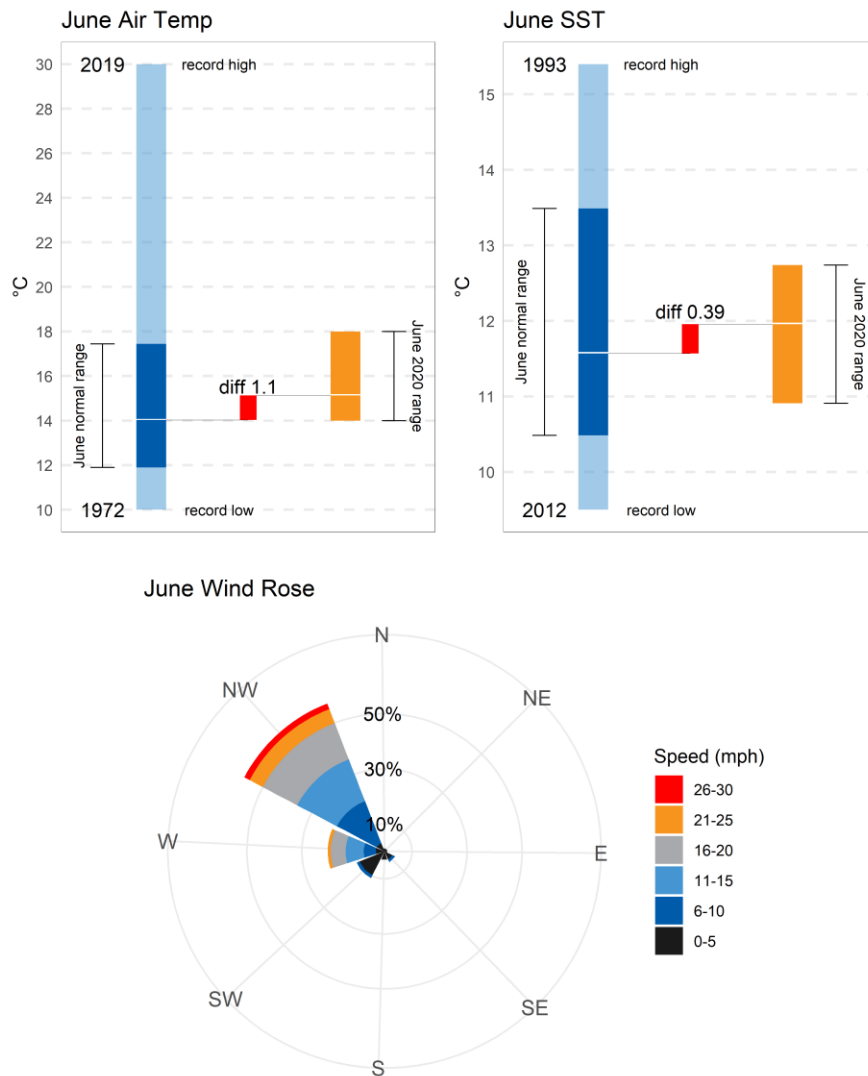 June Air Temp
°C
30
28
26
24
22
20
18
16
14
12
10
2019
record high
June normal range
diff 1.1
June 2020 range
1972
record low
June SST
°C
15
14
13
12
11
10
1993
record high
June normal range
diff 0.39
June 2020 range
2012
record low
June Wind Rose
N
NE
E
SE
S
SW
W
NW
50%
30%
10%
Speed (mph)
26-30
21-25
16-20
11-15
6-10
0-5